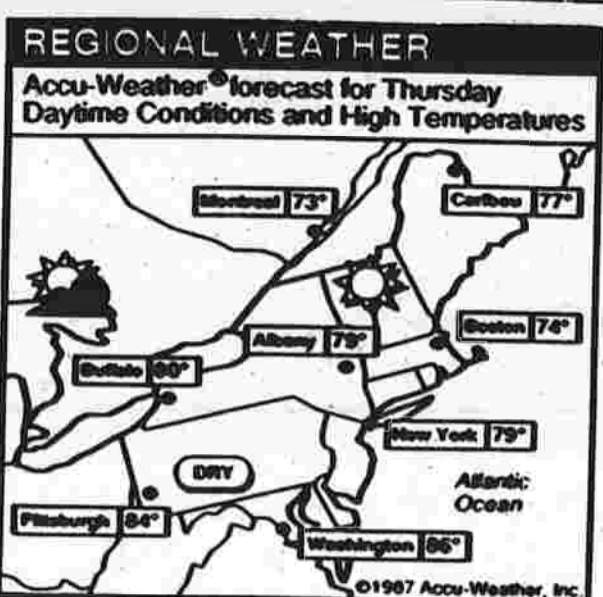 REGIONAL WEATHER
Accu-Weather® forecast for Thursday
Daytime Conditions and High Temperatures
Montreal 73°
Caribou 77°
Albany 79°
Boston 74°
Buffalo 80°
New York 79°
DRY
Atlantic
Ocean
Pittsburgh 84°
Washington 86°
©1987 Accu-Weather, Inc.